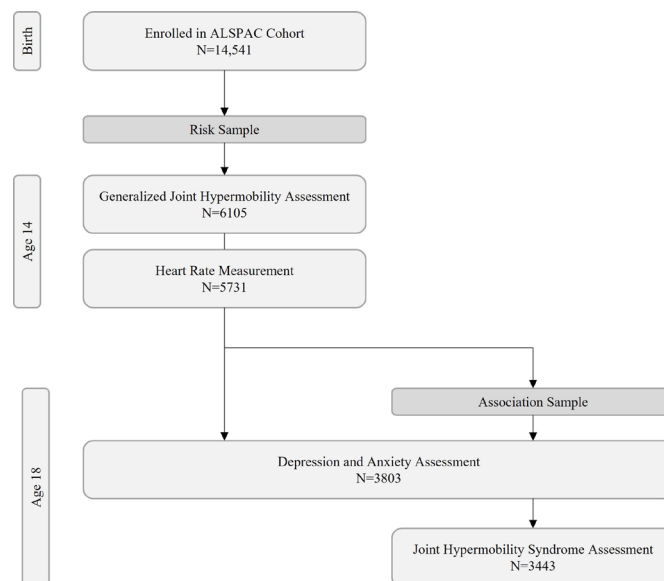 Birth
Enrolled in ALSPAC Cohort
N=14,541
Risk Sample
Age 14
Generalized Joint Hypermobility Assessment
N=6105
Heart Rate Measurement
N=5731
Association Sample
Age 18
Depression and Anxiety Assessment
N=3803
Joint Hypermobility Syndrome Assessment
N=3443